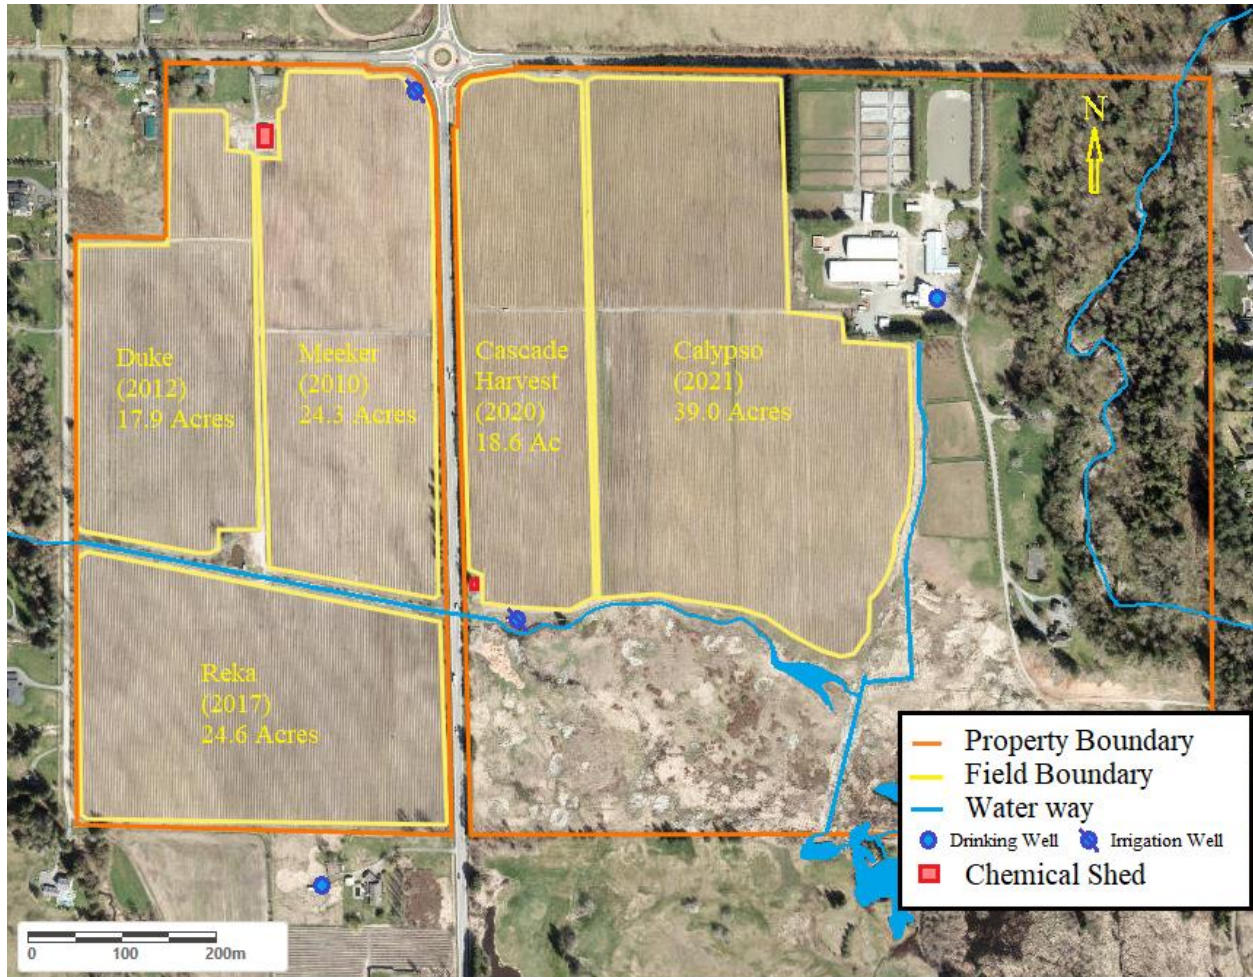 N
Duke
(2012)
17.9 Acres
Meeker
(2010)
24.3 Acres
Cascade
Harvest
(2020)
18.6 Ac
Calypso
(2021)
39.0 Acres
Reka
(2017)
24.6 Acres
Property Boundary
Field Boundary
Water way
Drinking Well Irrigation Well
Chemical Shed
0 100 200m